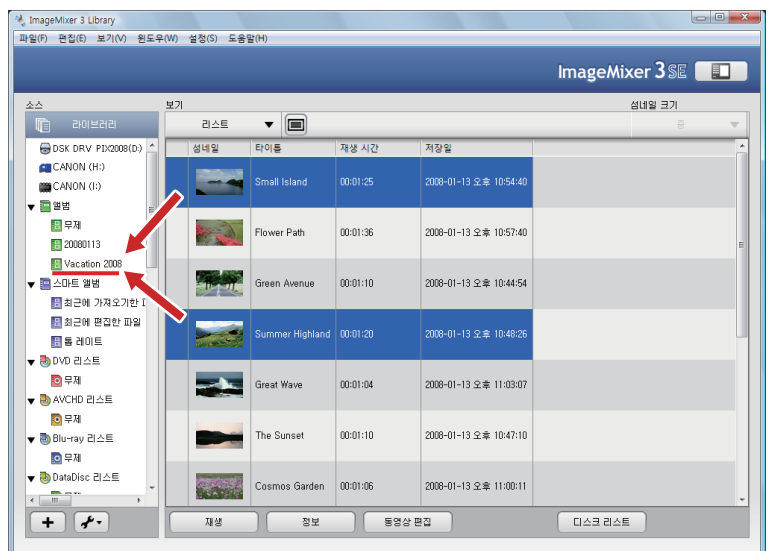 ImageMixer 3 Library
파일(F) 편집(E) 보기(V) 윈도우(W) 설정(S) 도움말(H)
ImageMixer 3 SE
소스 보기 섬네일 크기
라이브러리 리스트 중
섬네일 타이틀 재생 시간 저장일
DSK DRV PIX2008(D:)
CANON (H:)
CANON (I:)
앨범
무제
20080113
Vacation 2008
스마트 앨범
최근에 가져오기한
최근에 편집한 파일
톱 레이트
DVD 리스트
무제
AVCHD 리스트
무제
Blu-ray 리스트
무제
DataDisc 리스트
Small Island 00:01:25 2008-01-13 오후 10:54:40
Flower Path 00:01:36 2008-01-13 오후 10:57:40
Green Avenue 00:01:10 2008-01-13 오후 10:44:54
Summer Highland 00:01:20 2008-01-13 오후 10:48:26
Great Wave 00:01:04 2008-01-13 오후 11:03:07
The Sunset 00:01:10 2008-01-13 오후 10:47:10
Cosmos Garden 00:01:06 2008-01-13 오후 11:00:11
재생 정보 동영상 편집 디스크 리스트